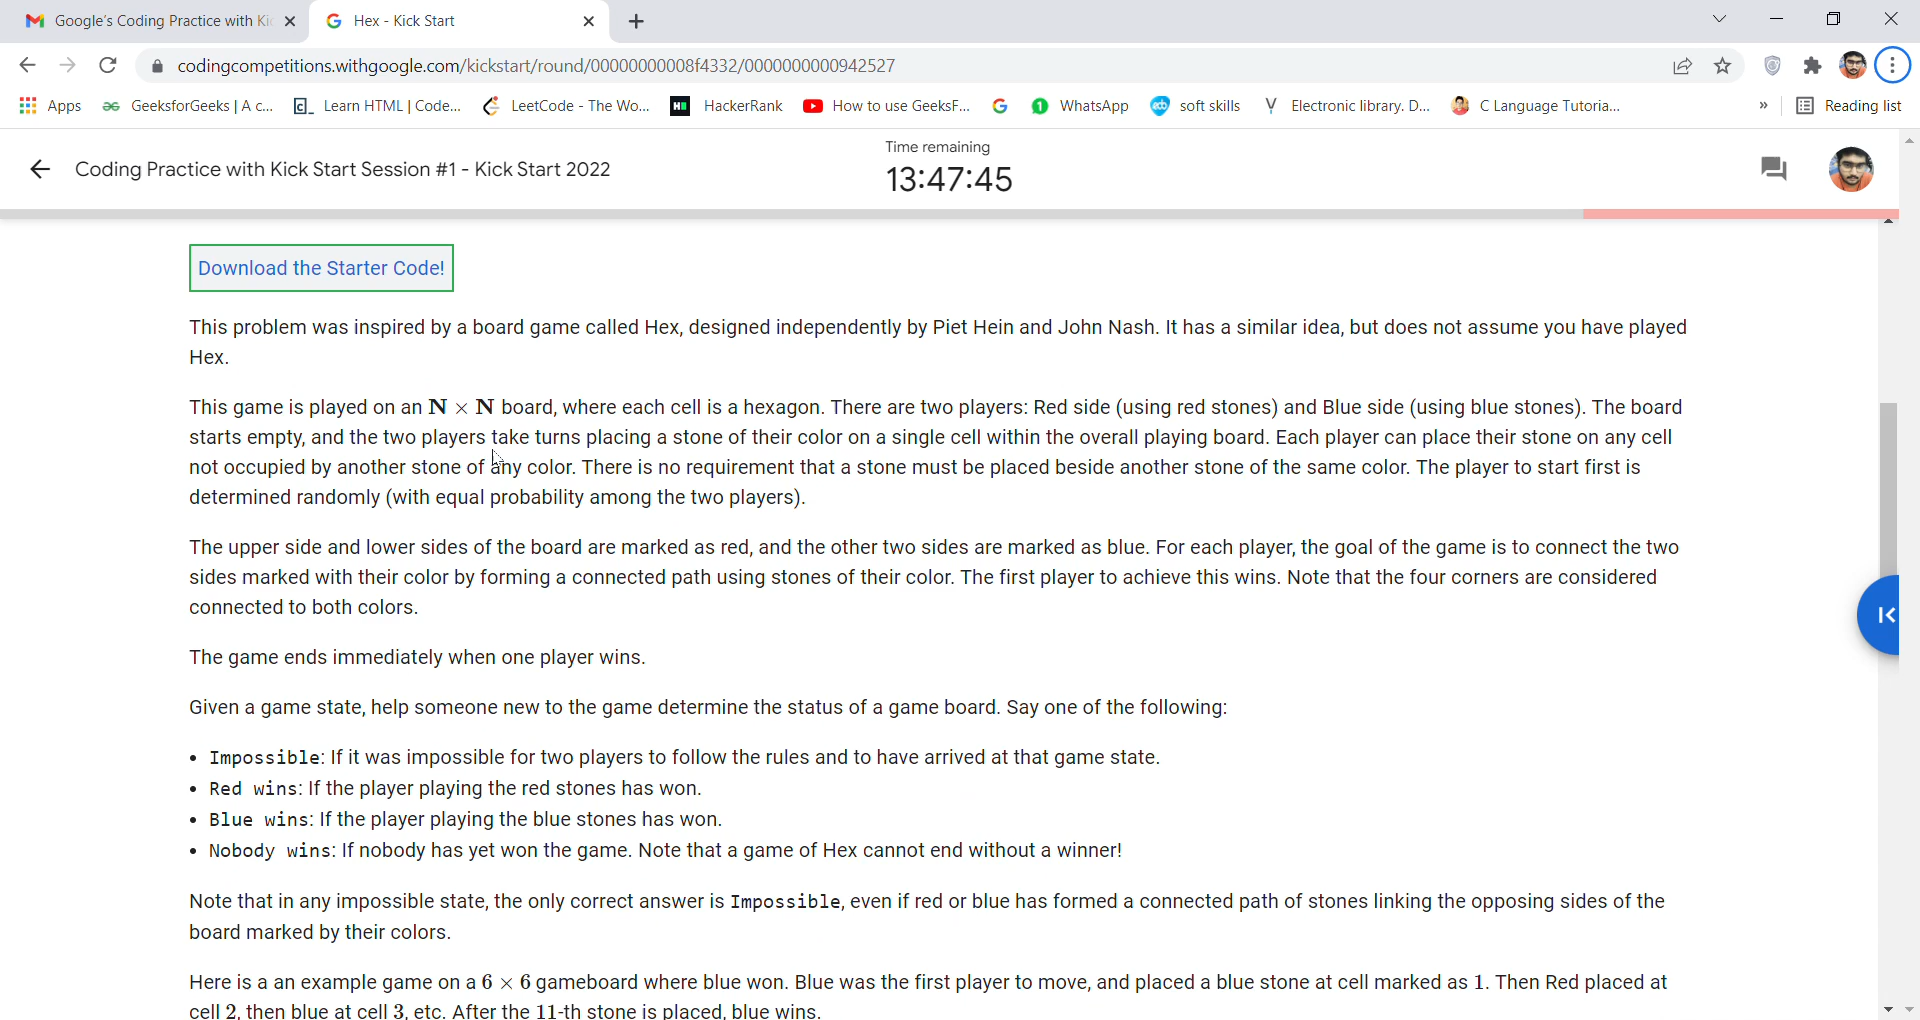 Google's Coding Practice with Ki
Hex - Kick Start
codingcompetitions.withgoogle.com/kickstart/round/00000000008f4332/0000000000942527
Apps
GeeksforGeeks | A c...
Learn HTML | Code...
LeetCode - The Wo...
HackerRank
How to use GeeksF...
WhatsApp
soft skills
Electronic library. D...
C Language Tutoria...
»
Reading list
Coding Practice with Kick Start Session #1 - Kick Start 2022
Time remaining
13:47:45
Download the Starter Code!
This problem was inspired by a board game called Hex, designed independently by Piet Hein and John Nash. It has a similar idea, but does not assume you have played
Hex.
This game is played on an N × N board, where each cell is a hexagon. There are two players: Red side (using red stones) and Blue side (using blue stones). The board
starts empty, and the two players take turns placing a stone of their color on a single cell within the overall playing board. Each player can place their stone on any cell
not occupied by another stone of any color. There is no requirement that a stone must be placed beside another stone of the same color. The player to start first is
determined randomly (with equal probability among the two players).
The upper side and lower sides of the board are marked as red, and the other two sides are marked as blue. For each player, the goal of the game is to connect the two
sides marked with their color by forming a connected path using stones of their color. The first player to achieve this wins. Note that the four corners are considered
connected to both colors.
The game ends immediately when one player wins.
Given a game state, help someone new to the game determine the status of a game board. Say one of the following:
• Impossible: If it was impossible for two players to follow the rules and to have arrived at that game state.
• Red wins: If the player playing the red stones has won.
• Blue wins: If the player playing the blue stones has won.
• Nobody wins: If nobody has yet won the game. Note that a game of Hex cannot end without a winner!
Note that in any impossible state, the only correct answer is Impossible, even if red or blue has formed a connected path of stones linking the opposing sides of the
board marked by their colors.
Here is a an example game on a 6 × 6 gameboard where blue won. Blue was the first player to move, and placed a blue stone at cell marked as 1. Then Red placed at
cell 2, then blue at cell 3, etc. After the 11-th stone is placed, blue wins.